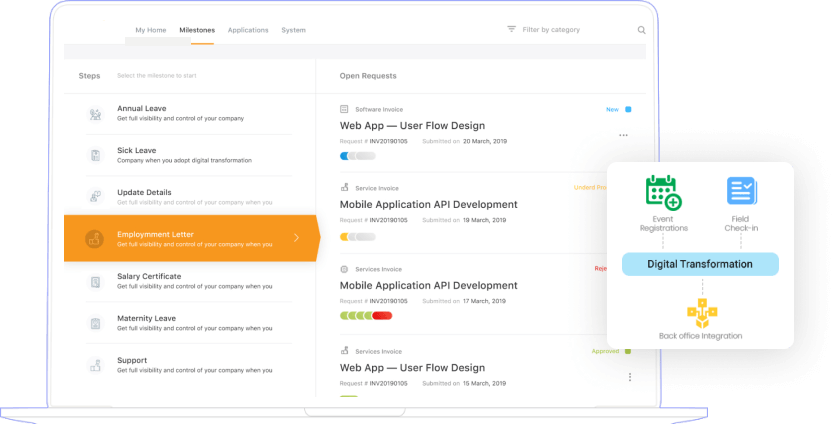 My Home Milestones Applications System Filter by category
Steps Select the milestone to start
Annual Leave
Get full visibility and control of your company
Sick Leave
Company when you adopt digital transformation
Update Details
Get full visibility and control of your company when you
Employmment Letter
Get full visibility and control of your company when you
Salary Certificate
Get full visibility and control of your company when you
Maternity Leave
Get full visibility and control of your company when you
Support
Get full visibility and control of your company when you
Open Requests
Software Invoice New
Web App — User Flow Design
Request # INV20190105 Submitted on 20 March, 2019
Service Invoice
Mobile Application API Development
Request # INV20190105 Submitted on 19 March, 2019
Services Invoice
Mobile Application API Development
Request # INV20190105 Submitted on 17 March, 2019
Services Invoice Approved
Web App — User Flow Design
Request # INV20190105 Submitted on 15 March, 2019
Event
Registrations
Field
Check-in
Digital Transformation
Back office Integration